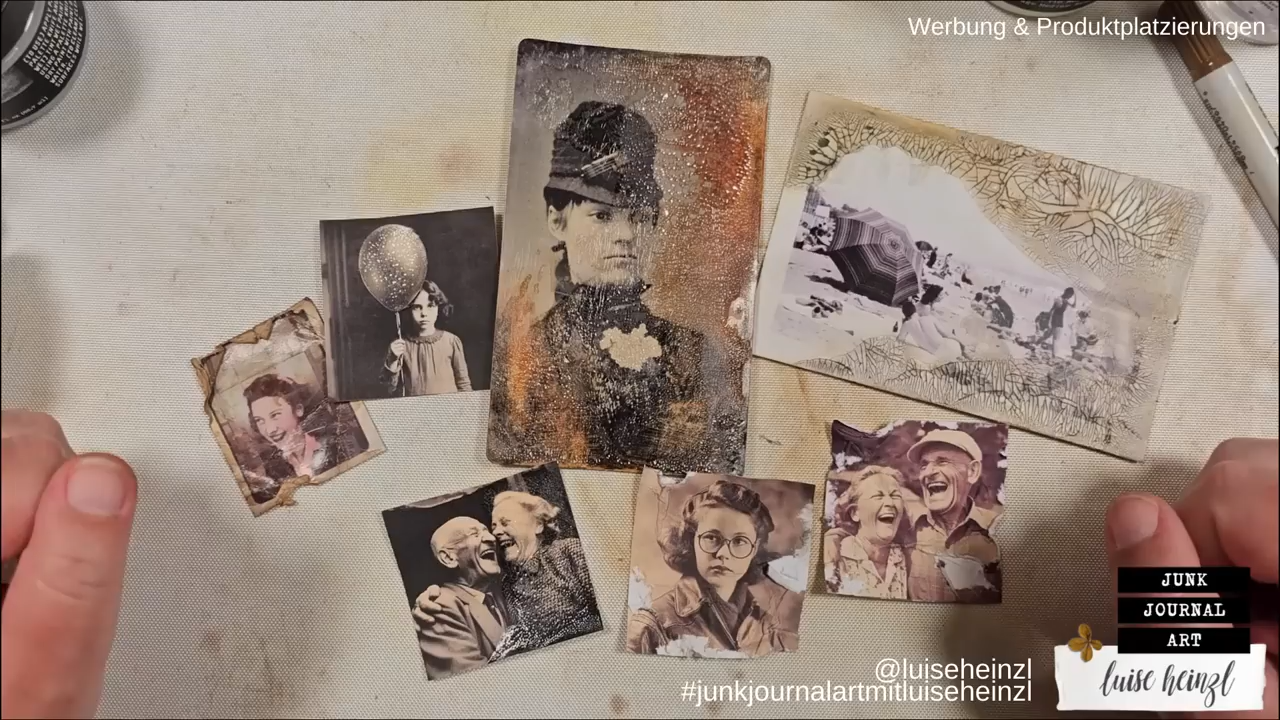 Werbung & Produktplatzierungen
JUNK
JOURNAL
ART
@luiseheinzl
#junkjournalartmitluiseheinzl
luise heinzl